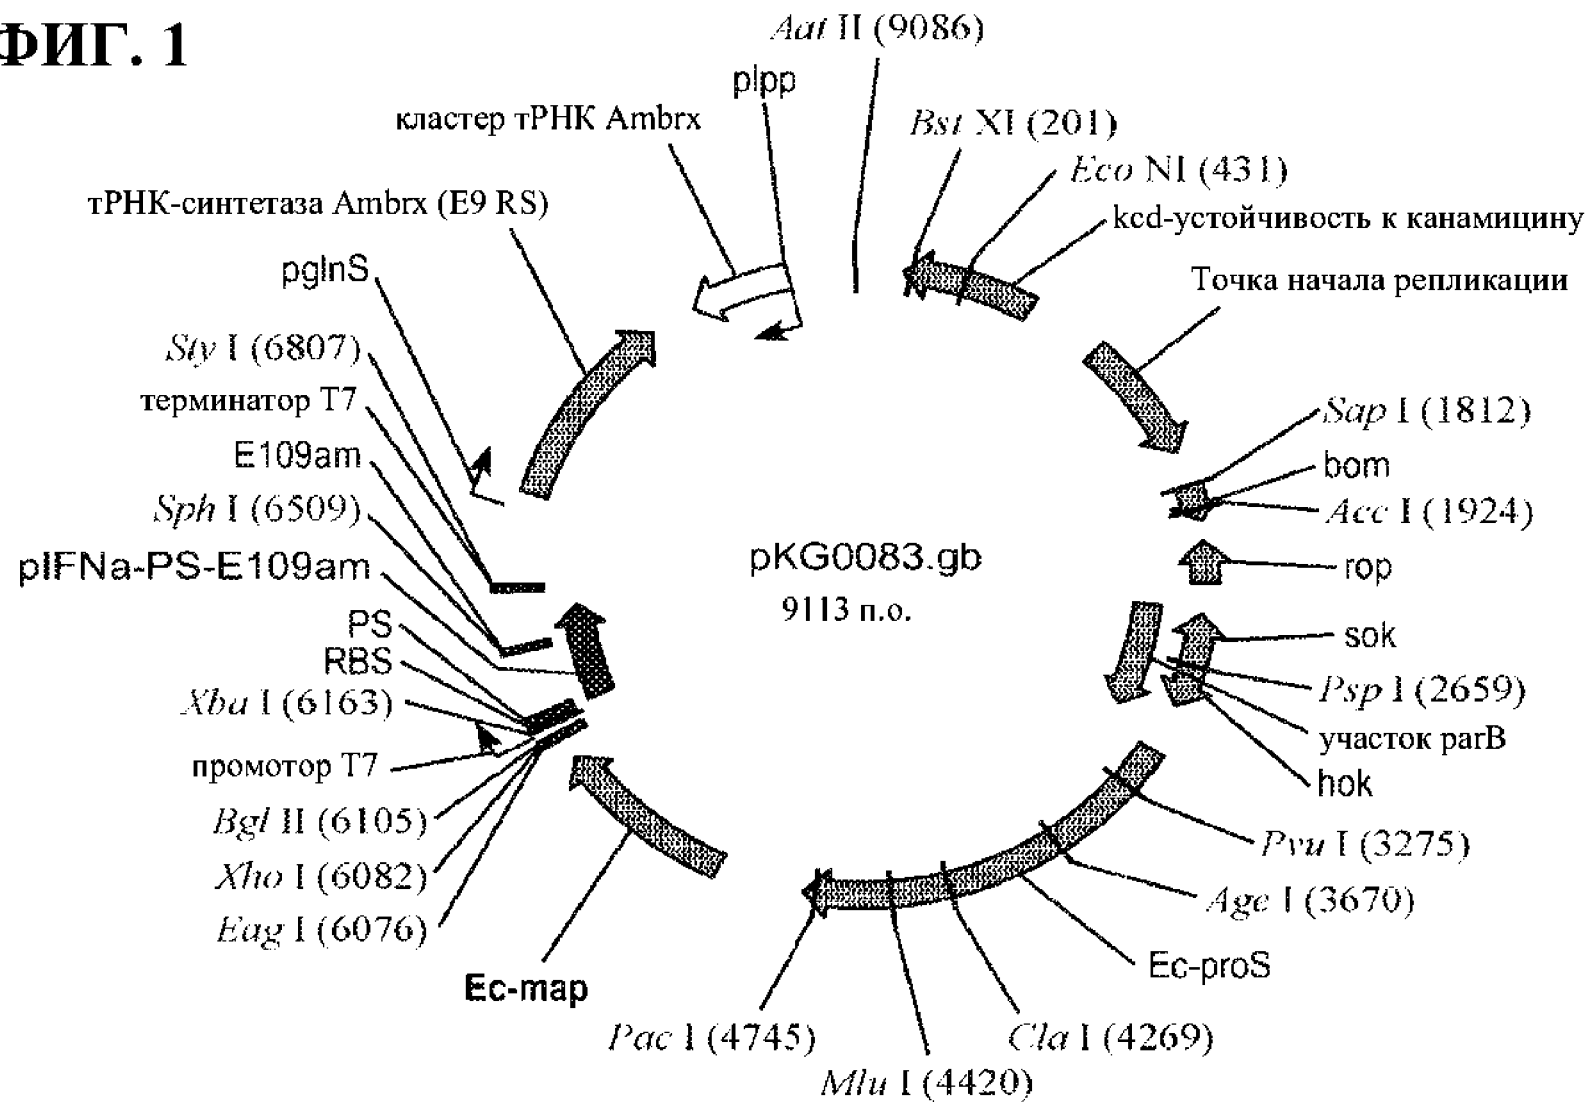 ФИГ. 1
Aat II (9086)
plpp
кластер тРНК Ambrx
Bst XI (201)
Eco NI (431)
тРНК-синтетаза Ambrx (E9 RS)
kcd-устойчивость к канамицину
pglnS
Точка начала репликации
Sty I (6807)
терминатор T7
Sap I (1812)
E109am
bom
Sph I (6509)
Acc I (1924)
pIFNa-PS-E109am
pKG0083.gb
rop
9113 п.о.
PS
sok
RBS
Psp I (2659)
Xba I (6163)
участок parB
промотор T7
hok
Bgl II (6105)
Pvu I (3275)
Xho I (6082)
Age I (3670)
Eag I (6076)
Ec-proS
Ec-map
Pac I (4745)
Cla I (4269)
Mlu I (4420)